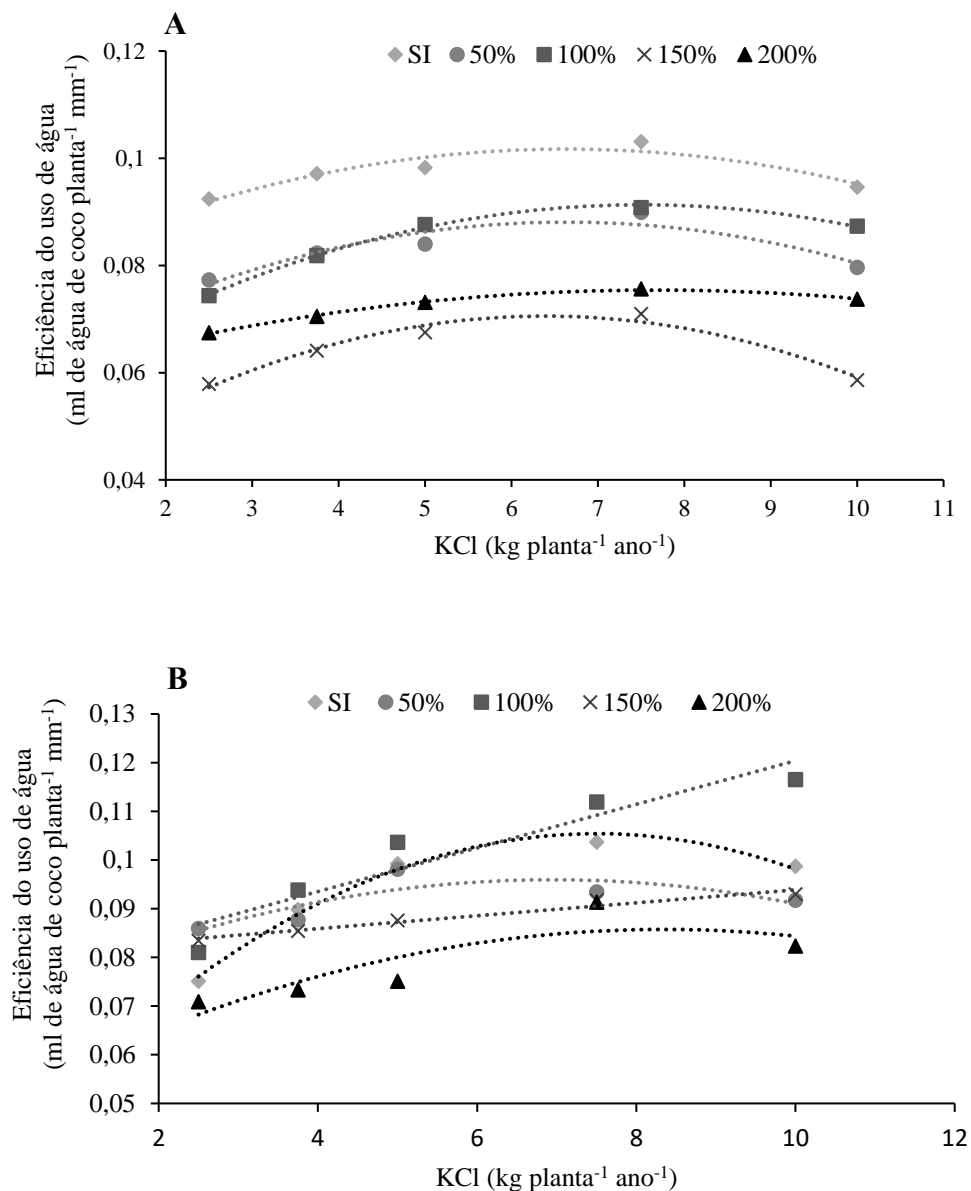 A
SI 50% 100% 150% 200%
0,12
0,1
0,08
0,06
0,04
2 3 4 5 6 7 8 9 10 11
Eficiência do uso de água
(ml de água de coco planta⁻¹ mm⁻¹)
KCl (kg planta⁻¹ ano⁻¹)
B
SI 50% 100% 150% 200%
0,13
0,12
0,11
0,1
0,09
0,08
0,07
0,06
0,05
2 4 6 8 10 12
Eficiência do uso de água
(ml de água de coco planta⁻¹ mm⁻¹)
KCl (kg planta⁻¹ ano⁻¹)